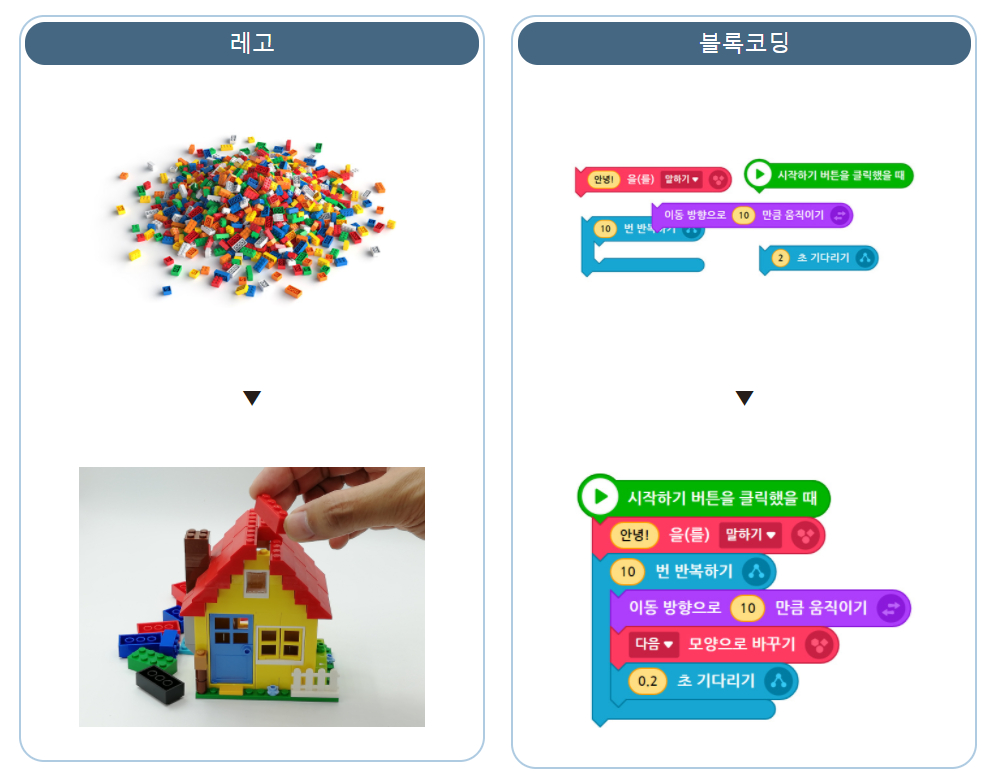 레고
블록코딩
안녕! 을(를) 말하기
시작하기 버튼을 클릭했을 때
이동 방향으로 10 만큼 움직이기
10 번 반복하기
2 초 기다리기
시작하기 버튼을 클릭했을 때
안녕! 을(를) 말하기
10 번 반복하기
이동 방향으로 10 만큼 움직이기
다음 모양으로 바꾸기
0.2 초 기다리기